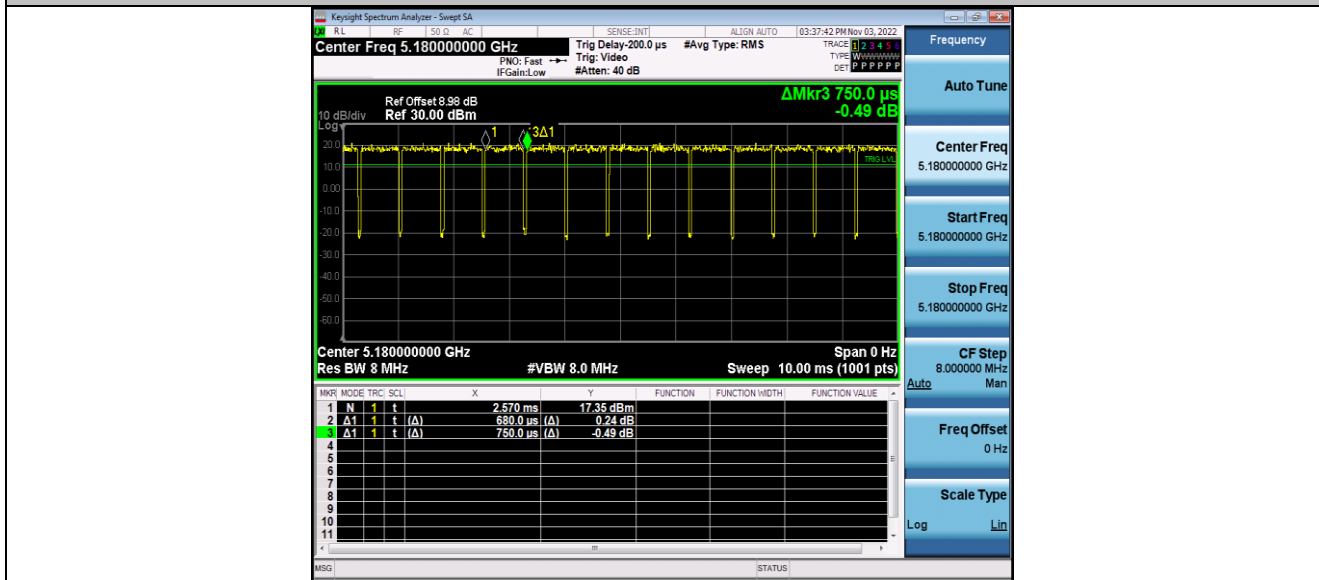 Keysight Spectrum Analyzer - Swept SA
RL RF 50 Ω AC SENSE:INT ALIGN AUTO 03:37:42 PM Nov 03, 2022
Center Freq 5.180000000 GHz
PNO: Fast
IFGain:Low
Trig Delay-200.0 µs
Trig: Video
#Atten: 40 dB
#Avg Type: RMS
TRACE 1 2 3 4 5 6
TYPE WWWWWW
DET P P P P P P
ΔMkr3 750.0 µs
-0.49 dB
Ref Offset 8.98 dB
10 dB/div Ref 30.00 dBm
Log
1 3Δ1
20.0
TRIG LVL
10.0
0.00
-10.0
-20.0
-30.0
-40.0
-50.0
-60.0
Center 5.180000000 GHz Span 0 Hz
Res BW 8 MHz #VBW 8.0 MHz Sweep 10.00 ms (1001 pts)
MKR MODE TRC SCL X Y FUNCTION FUNCTION WIDTH FUNCTION VALUE
1 N 1 t 2.570 ms 17.35 dBm
2 Δ1 1 t (Δ) 680.0 µs (Δ) 0.24 dB
3 Δ1 1 t (Δ) 750.0 µs (Δ) -0.49 dB
4
5
6
7
8
9
10
11
MSG STATUS
Frequency
Auto Tune
Center Freq
5.180000000 GHz
Start Freq
5.180000000 GHz
Stop Freq
5.180000000 GHz
CF Step
8.000000 MHz
Auto Man
Freq Offset
0 Hz
Scale Type
Log Lin